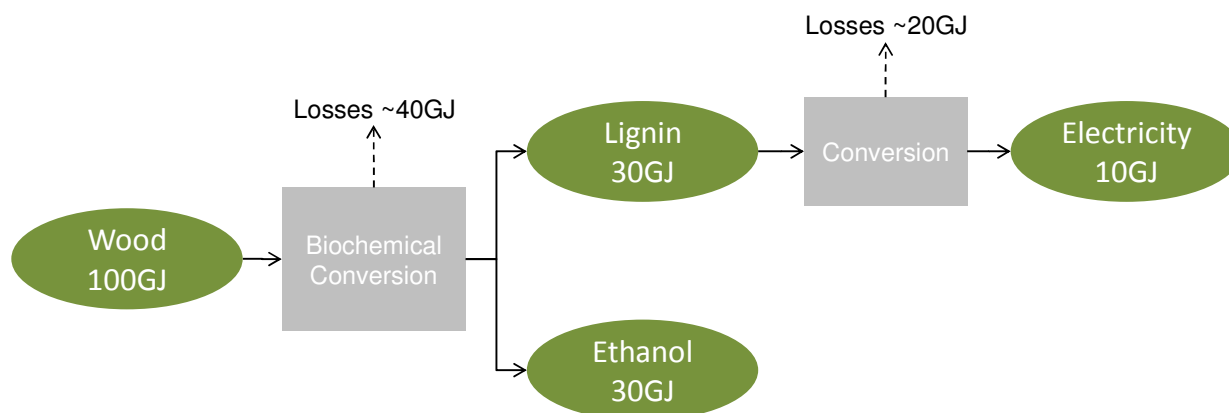 Losses ~20GJ
Losses ~40GJ
Lignin
30GJ
Conversion
Electricity
10GJ
Wood
100GJ
Biochemical
Conversion
Ethanol
30GJ